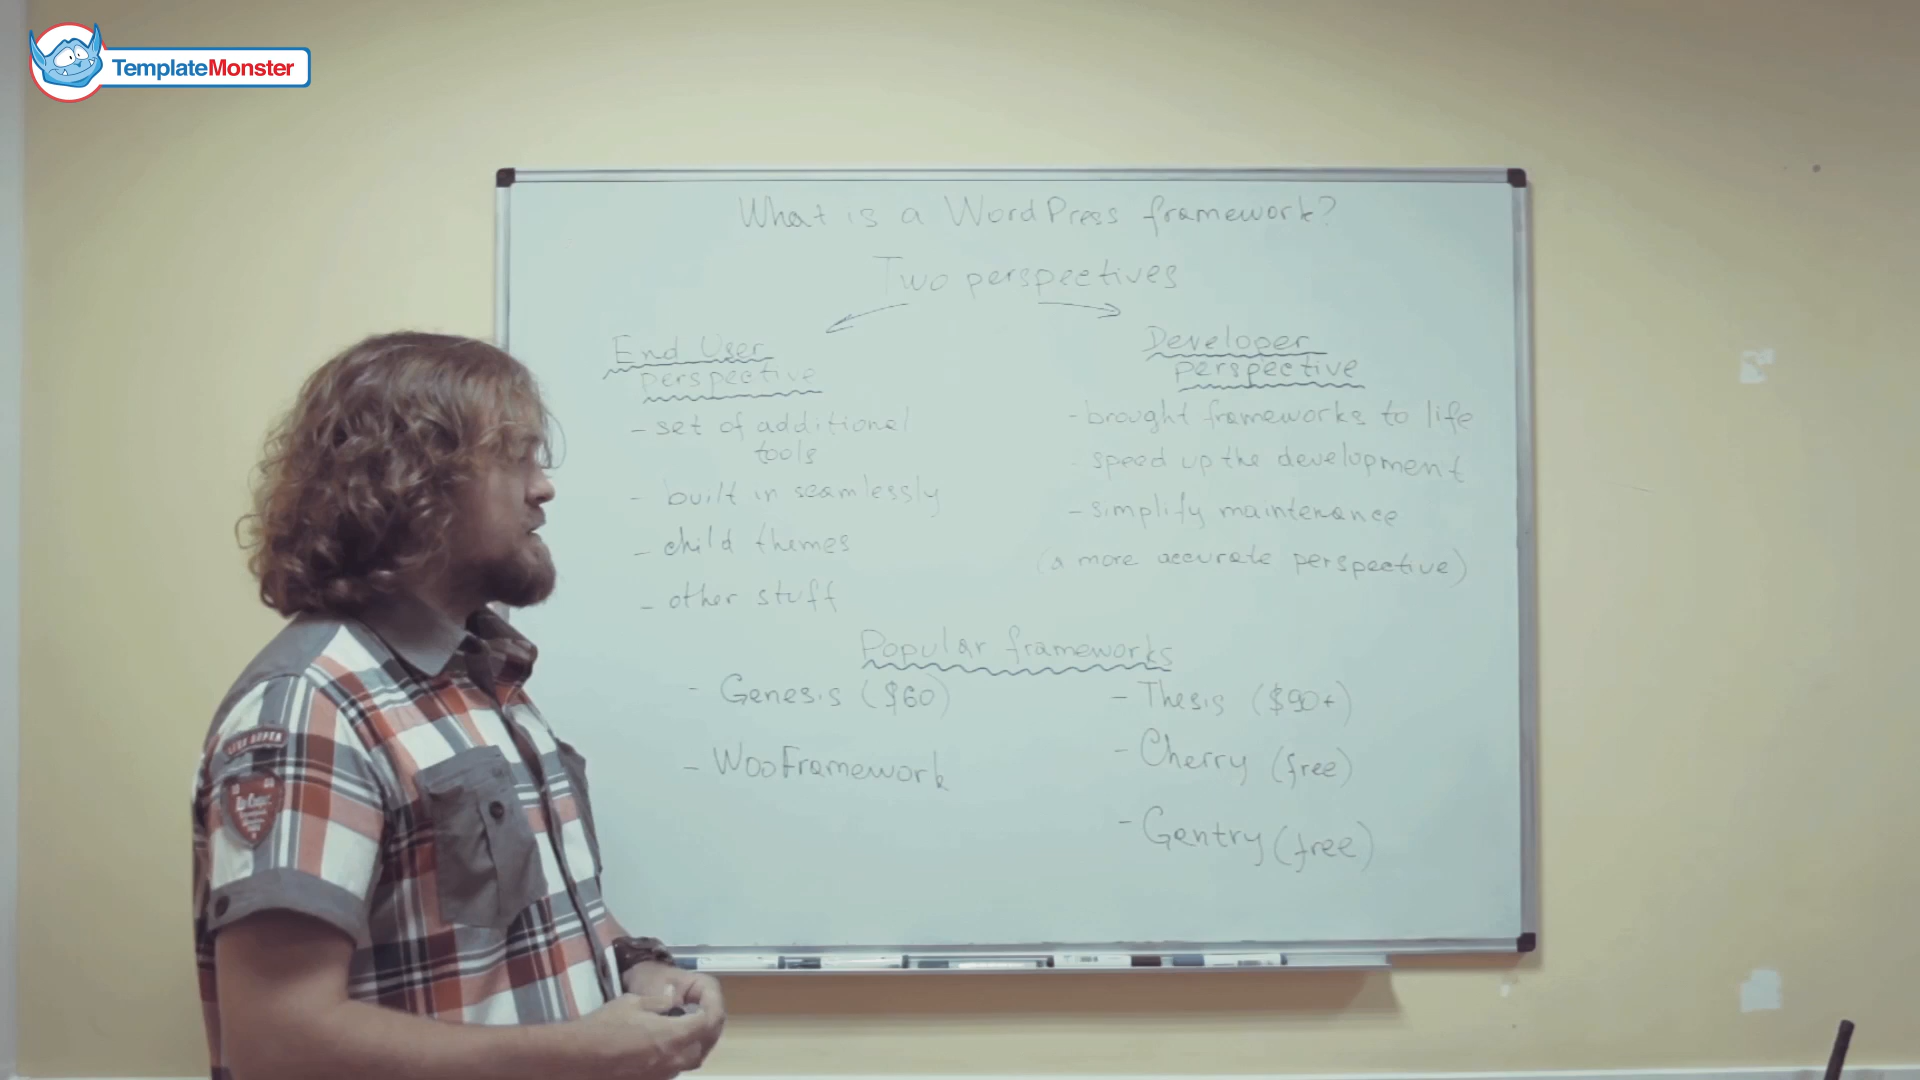 TemplateMonster
What is a WordPress framework?
Two perspectives
End User
perspective
- set of additional
tools
- built in seamlessly
- child themes
- other stuff
Developer
perspective
- brought frameworks to life
- speed up the development
- simplify maintenance
(a more accurate perspective)
Popular frameworks
- Genesis ($60)
- WooFramework
- Thesis ($90+)
- Cherry (free)
- Gentry (free)